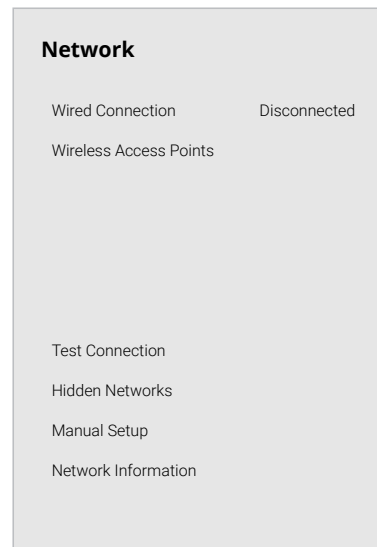 Network
Wired Connection Disconnected
Wireless Access Points
Test Connection
Hidden Networks
Manual Setup
Network Information